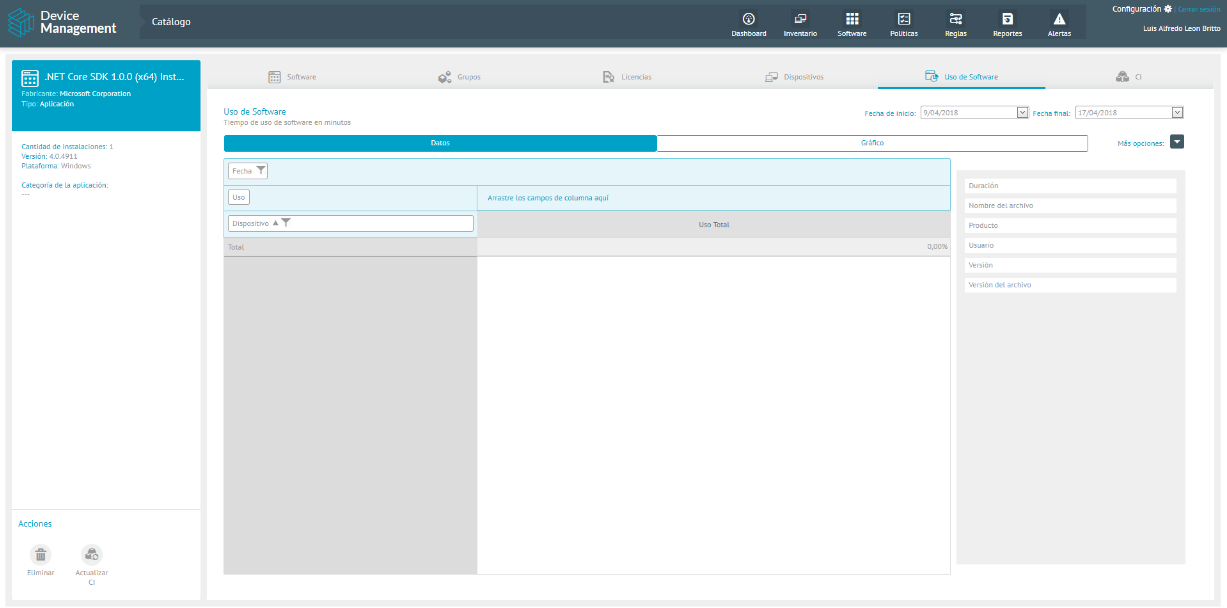 Device
Management
Catálogo
Dashboard
Inventario
Software
Políticas
Reglas
Reportes
Alertas
Configuración
Cerrar sesión
Luis Alfredo Leon Britto
.NET Core SDK 1.0.0 (x64) Inst...
Fabricante: Microsoft Corporation
Tipo: Aplicación
Cantidad de instalaciones: 1
Versión: 4.0.4911
Plataforma: Windows
Categoría de la aplicación:
---
Acciones
Eliminar
Actualizar
CI
Software
Grupos
Licencias
Dispositivos
Uso de Software
CI
Uso de Software
Tiempo de uso de software en minutos
Fecha de inicio: 9/04/2018
Fecha final: 17/04/2018
Datos
Gráfico
Más opciones:
Fecha
Uso
Arrastre los campos de columna aquí
Dispositivo
Uso Total
Total
0,00%
Duración
Nombre del archivo
Producto
Usuario
Versión
Versión del archivo